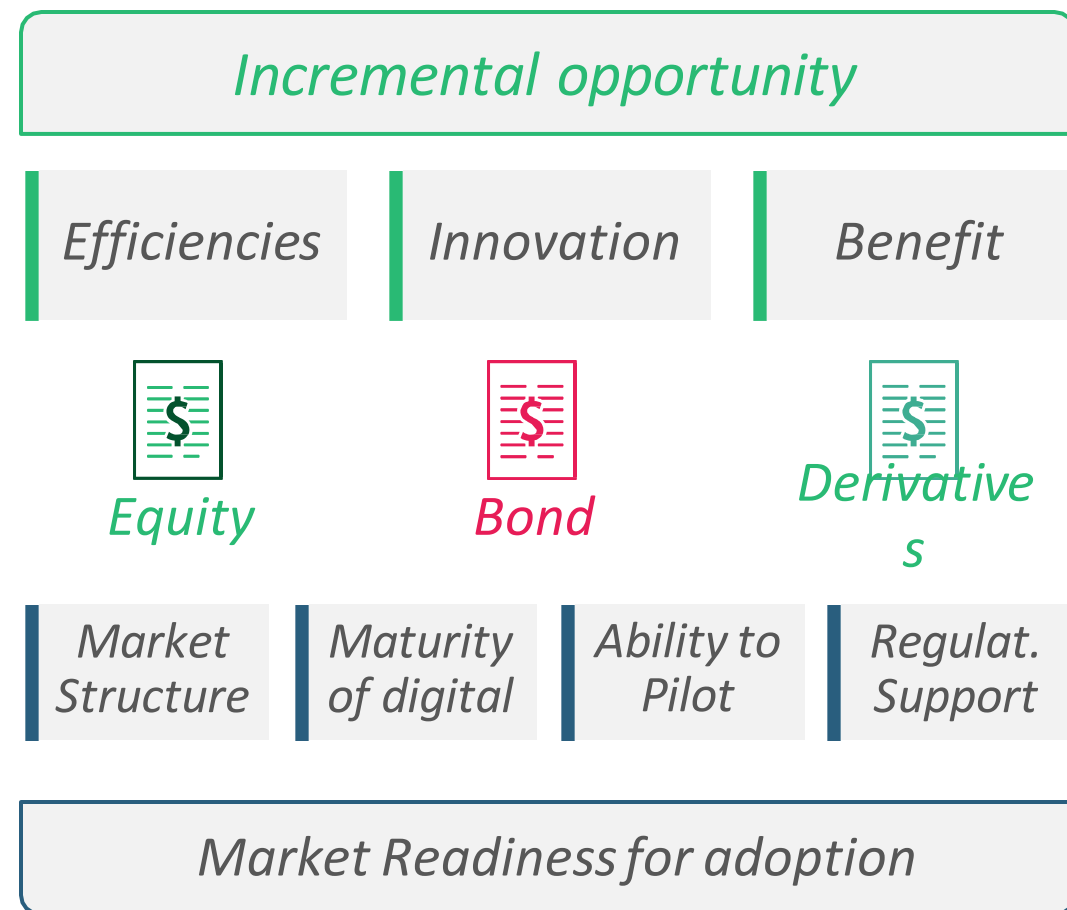 Incremental opportunity
Efficiencies
Innovation
Benefit
$
$
$
Equity
Bond
Derivative
s
Market
Structure
Maturity
of digital
Ability to
Pilot
Regulat.
Support
Market Readiness for adoption